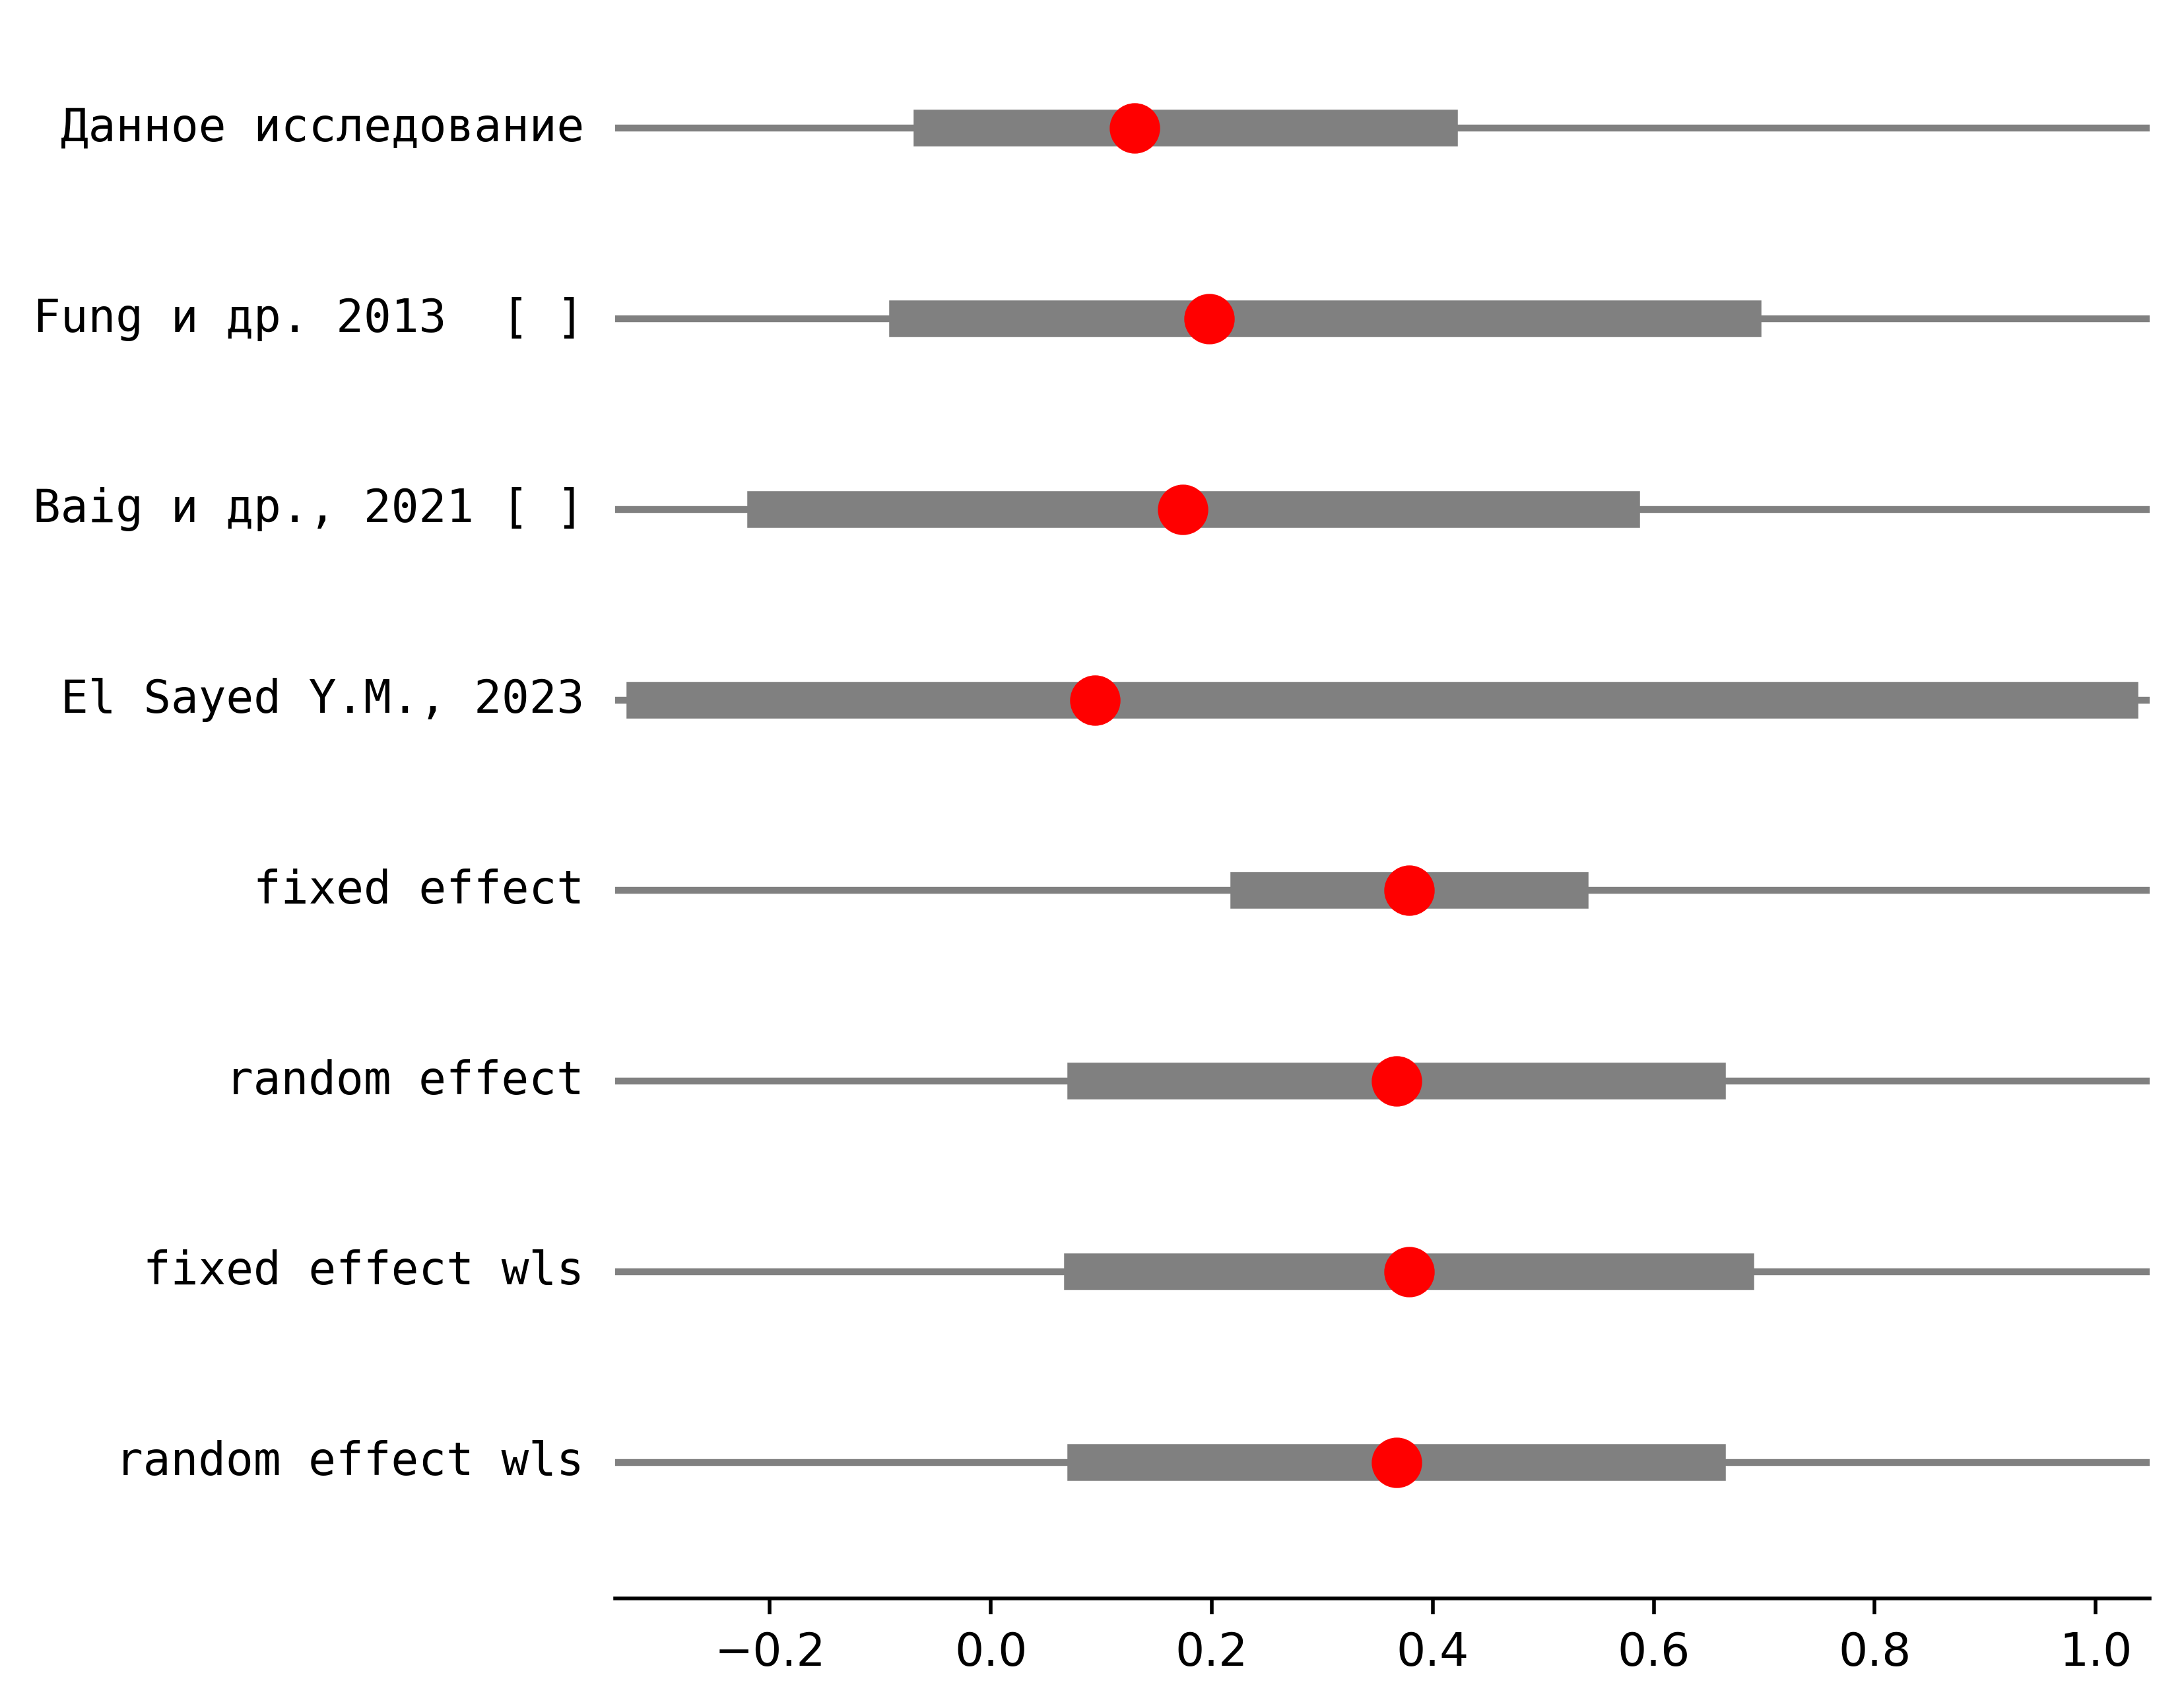 Данное исследование
Fung и др. 2013  [ ]
Baig и др., 2021 [ ]
El Sayed Y.M., 2023
fixed effect
random effect
fixed effect wls
random effect wls
−0.2 0.0 0.2 0.4 0.6 0.8 1.0